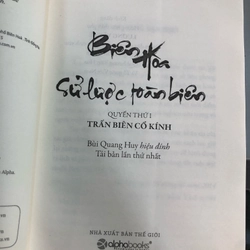 Biên Hòa
sử lược toàn biên
QUYỂN THỨ I
TRẤN BIÊN CỔ KÍNH
Bùi Quang Huy hiệu đính
Tái bản lần thứ nhất
NHÀ XUẤT BẢN THẾ GIỚI
alphabooks
Alpha